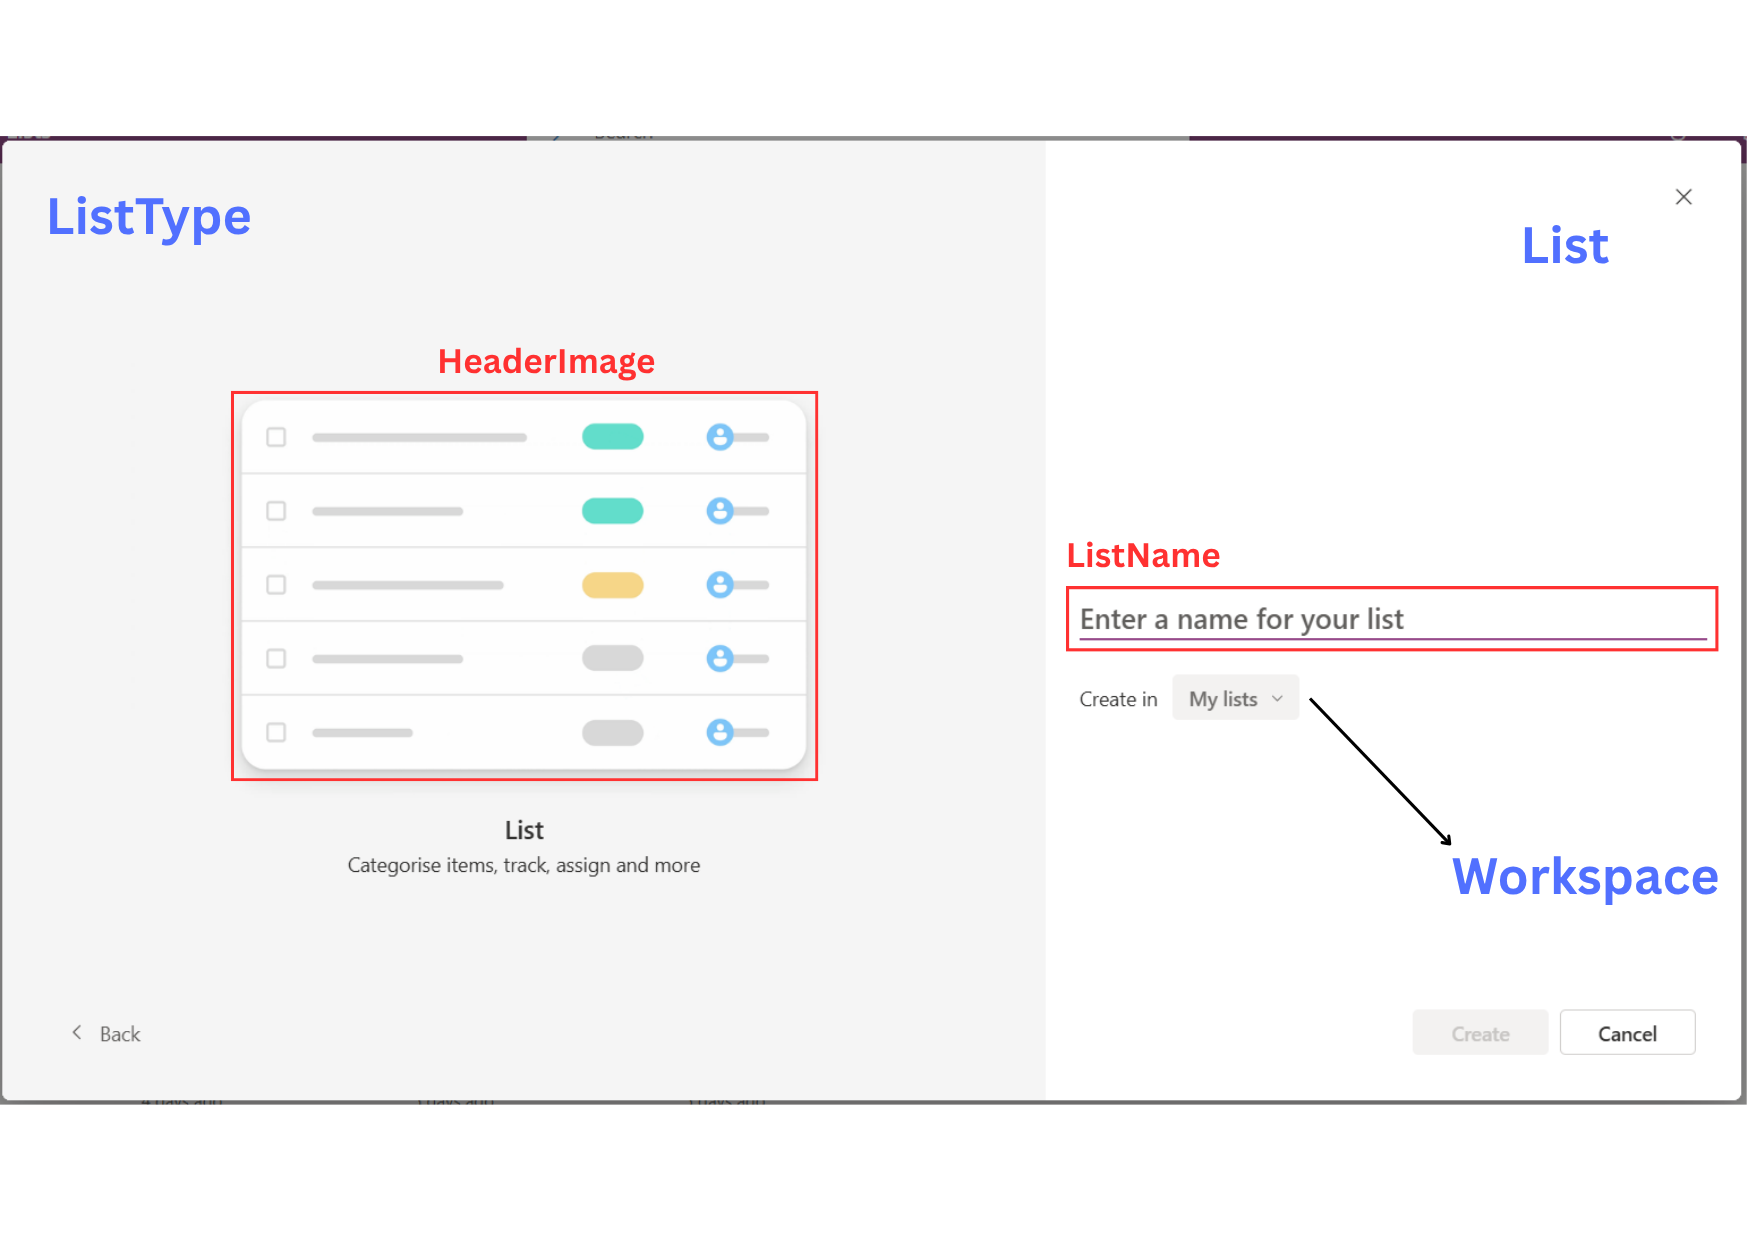 Search
ListType
List
HeaderImage
ListName
Enter a name for your list
Create in My lists
List
Categorise items, track, assign and more
Workspace
Back
Create Cancel